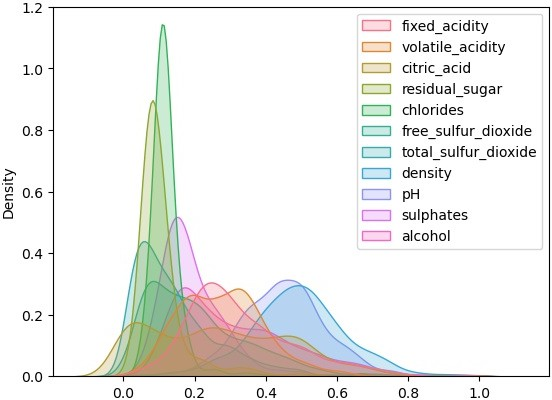 1.2
1.0
0.8
0.6
0.4
0.2
0.0
Density
0.0 0.2 0.4 0.6 0.8 1.0
fixed_acidity
volatile_acidity
citric_acid
residual_sugar
chlorides
free_sulfur_dioxide
total_sulfur_dioxide
density
pH
sulphates
alcohol